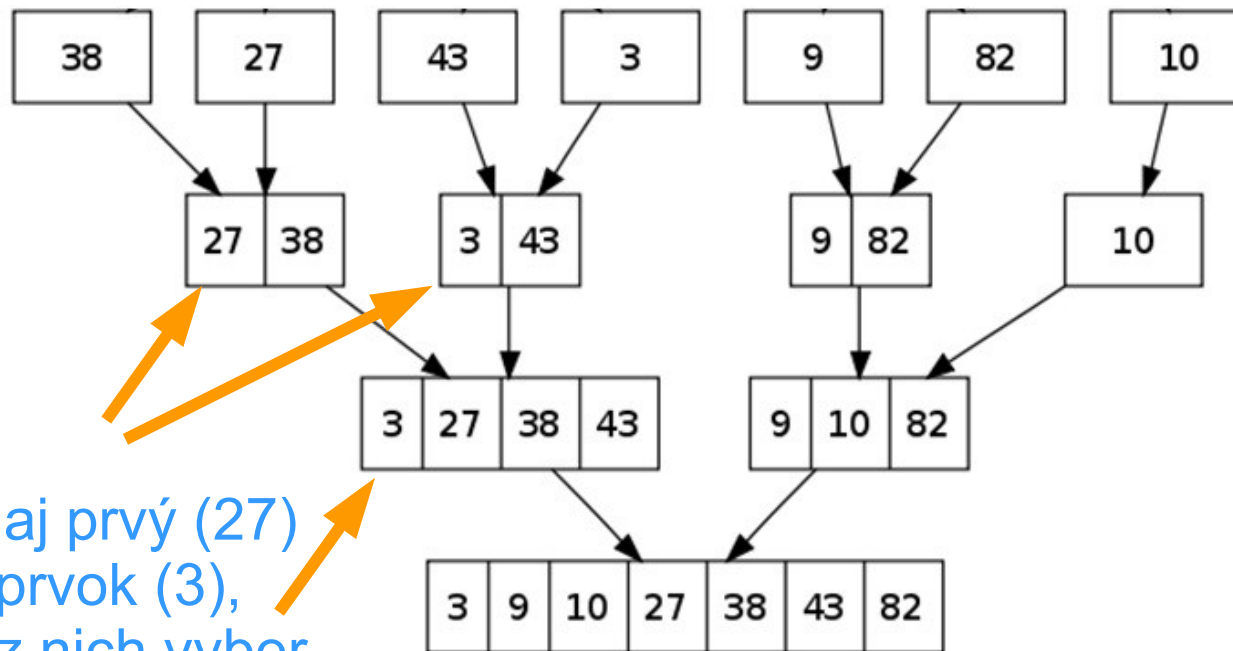 38 27 43 3 9 82 10
27 38 3 43 9 82 10
3 27 38 43 9 10 82
aj prvý (27)
prvok (3),
3 9 10 27 38 43 82
z nich vyber